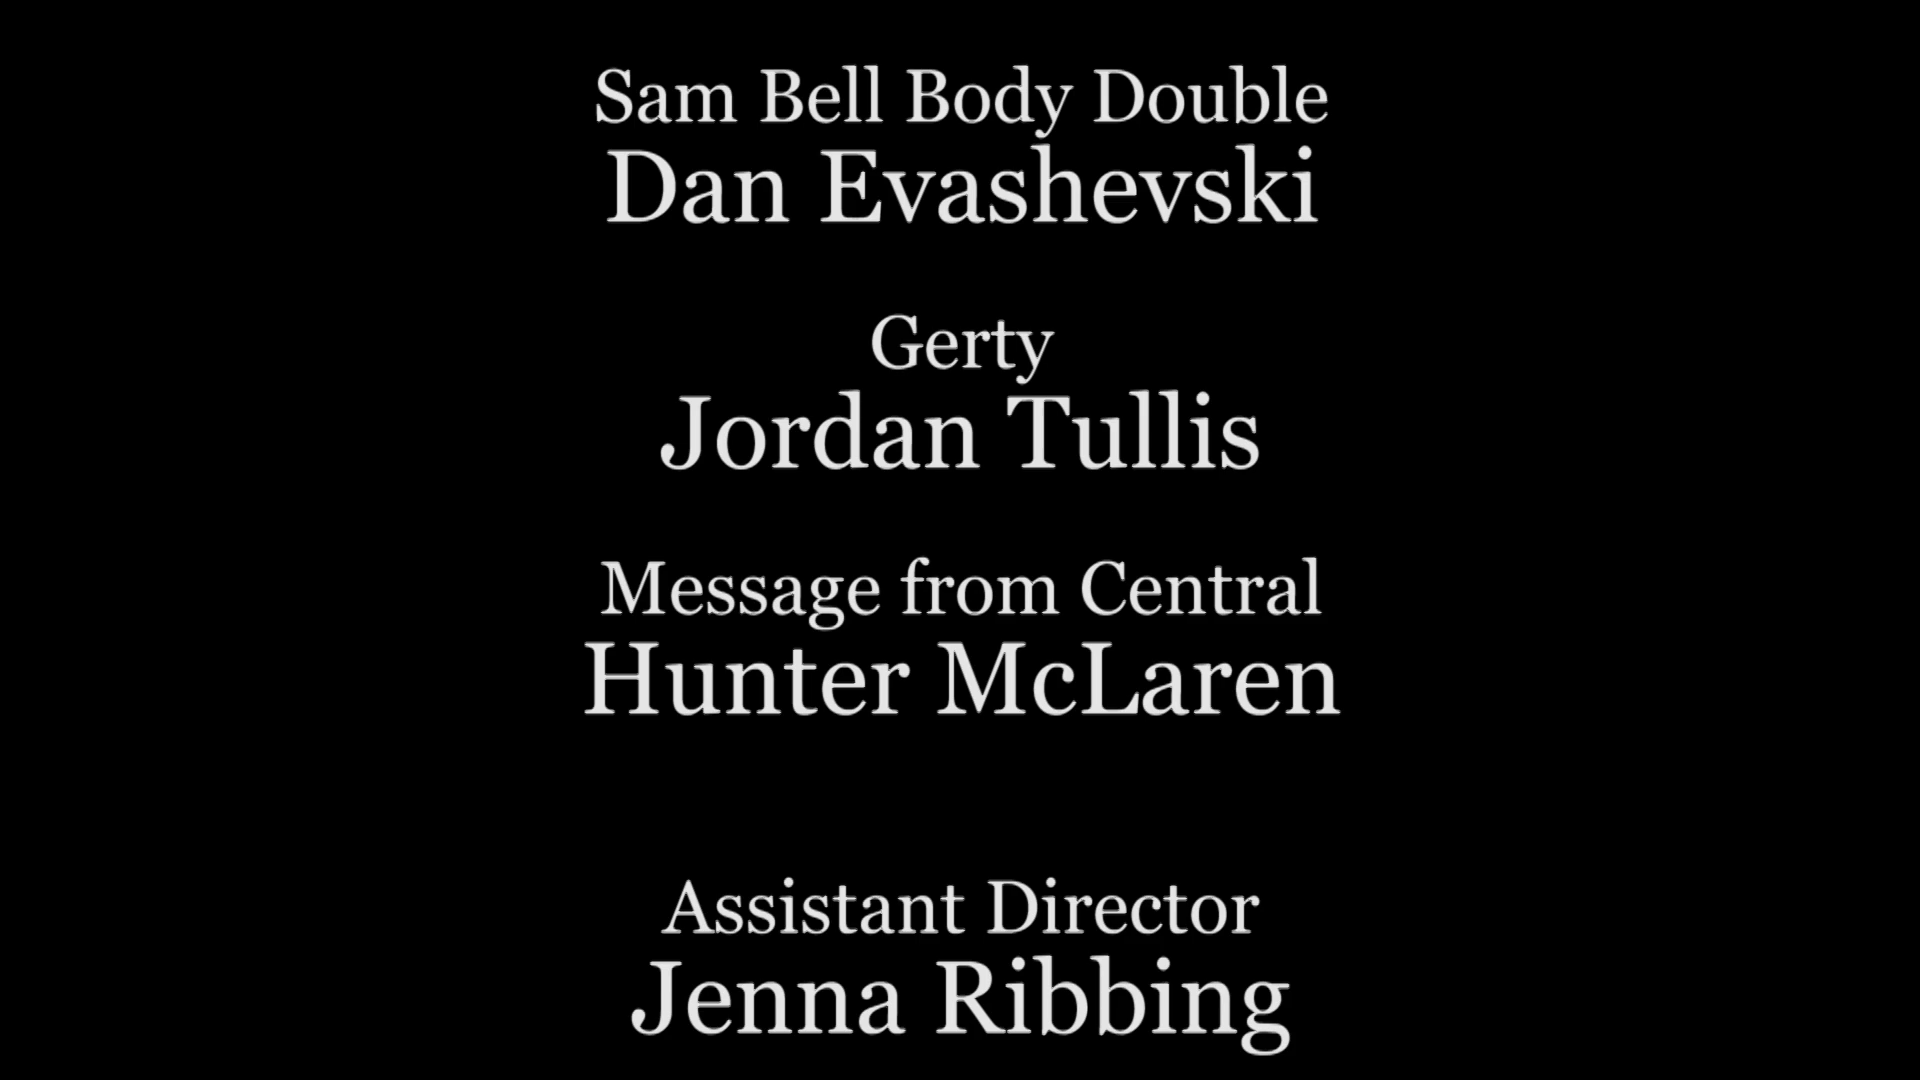 Sam Bell Body Double
Dan Evashevski
Gerty
Jordan Tullis
Message from Central
Hunter McLaren
Assistant Director
Jenna Ribbing